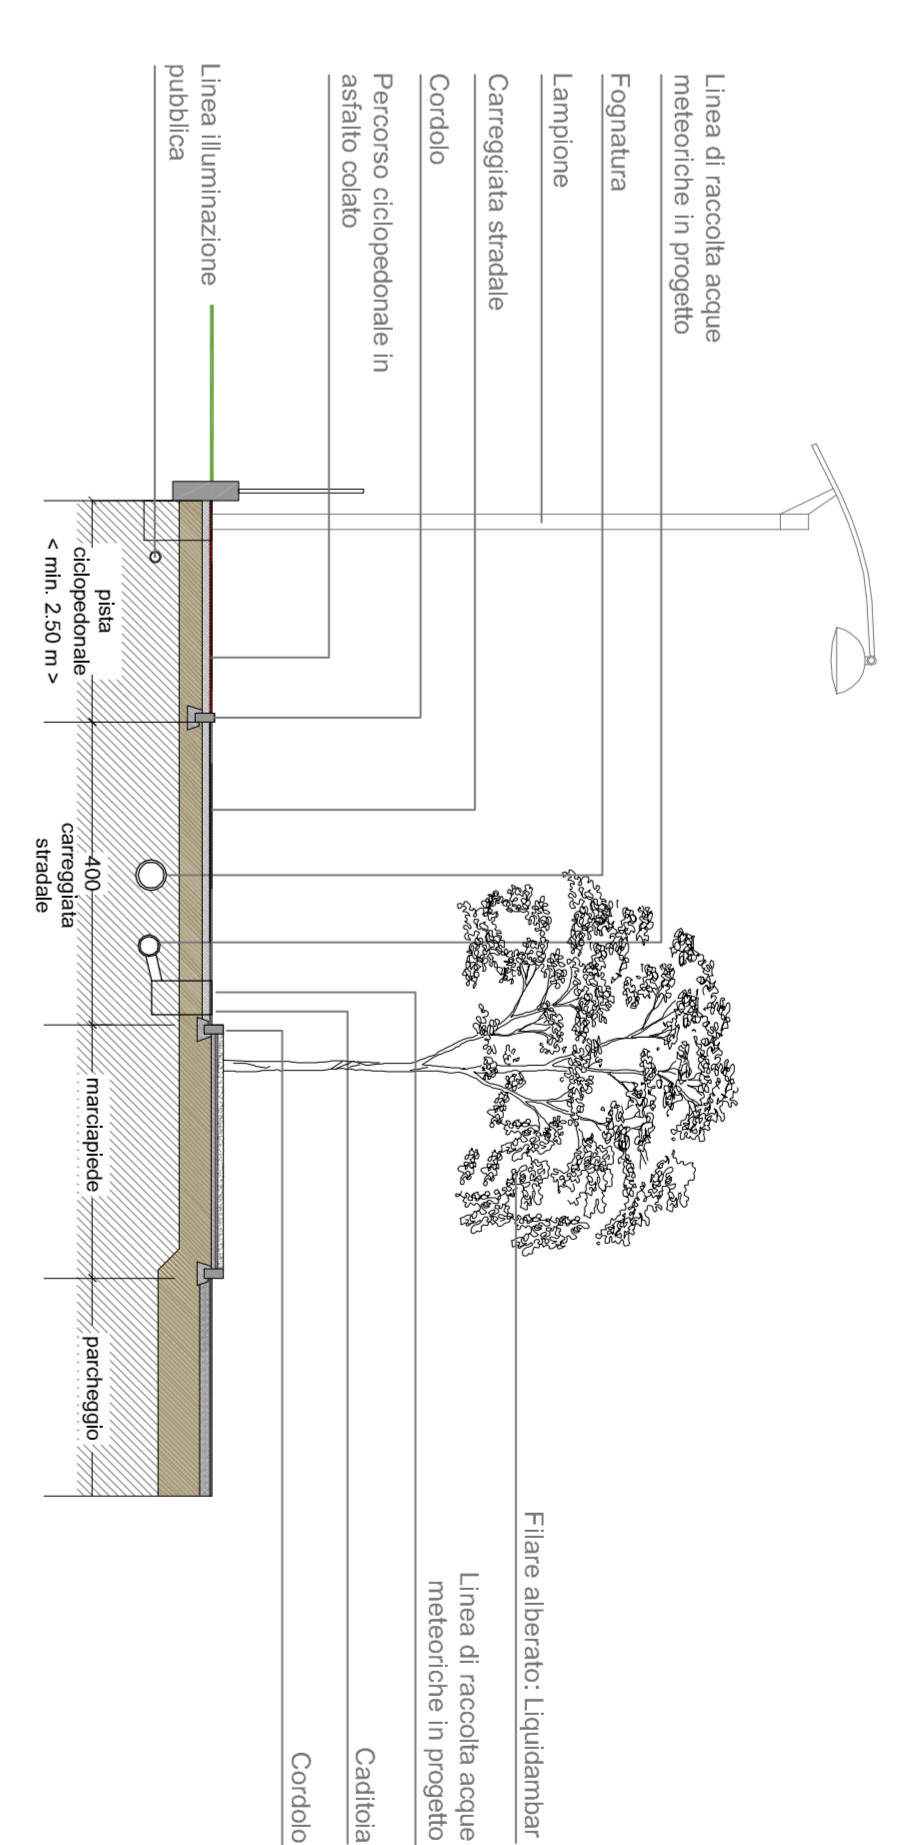 Linea di raccolta acque
meteoriche in progetto
Fognatura
Lampione
Carreggiata stradale
Cordolo
Percorso ciclopedonale in
asfalto colato
Linea illuminazione
pubblica
Filare alberato: Liquidambar
Linea di raccolta acque
meteoriche in progetto
Caditoia
Cordolo
pista
ciclopedonale
< min. 2.50 m >
400
carreggiata
stradale
marciapiede
parcheggio